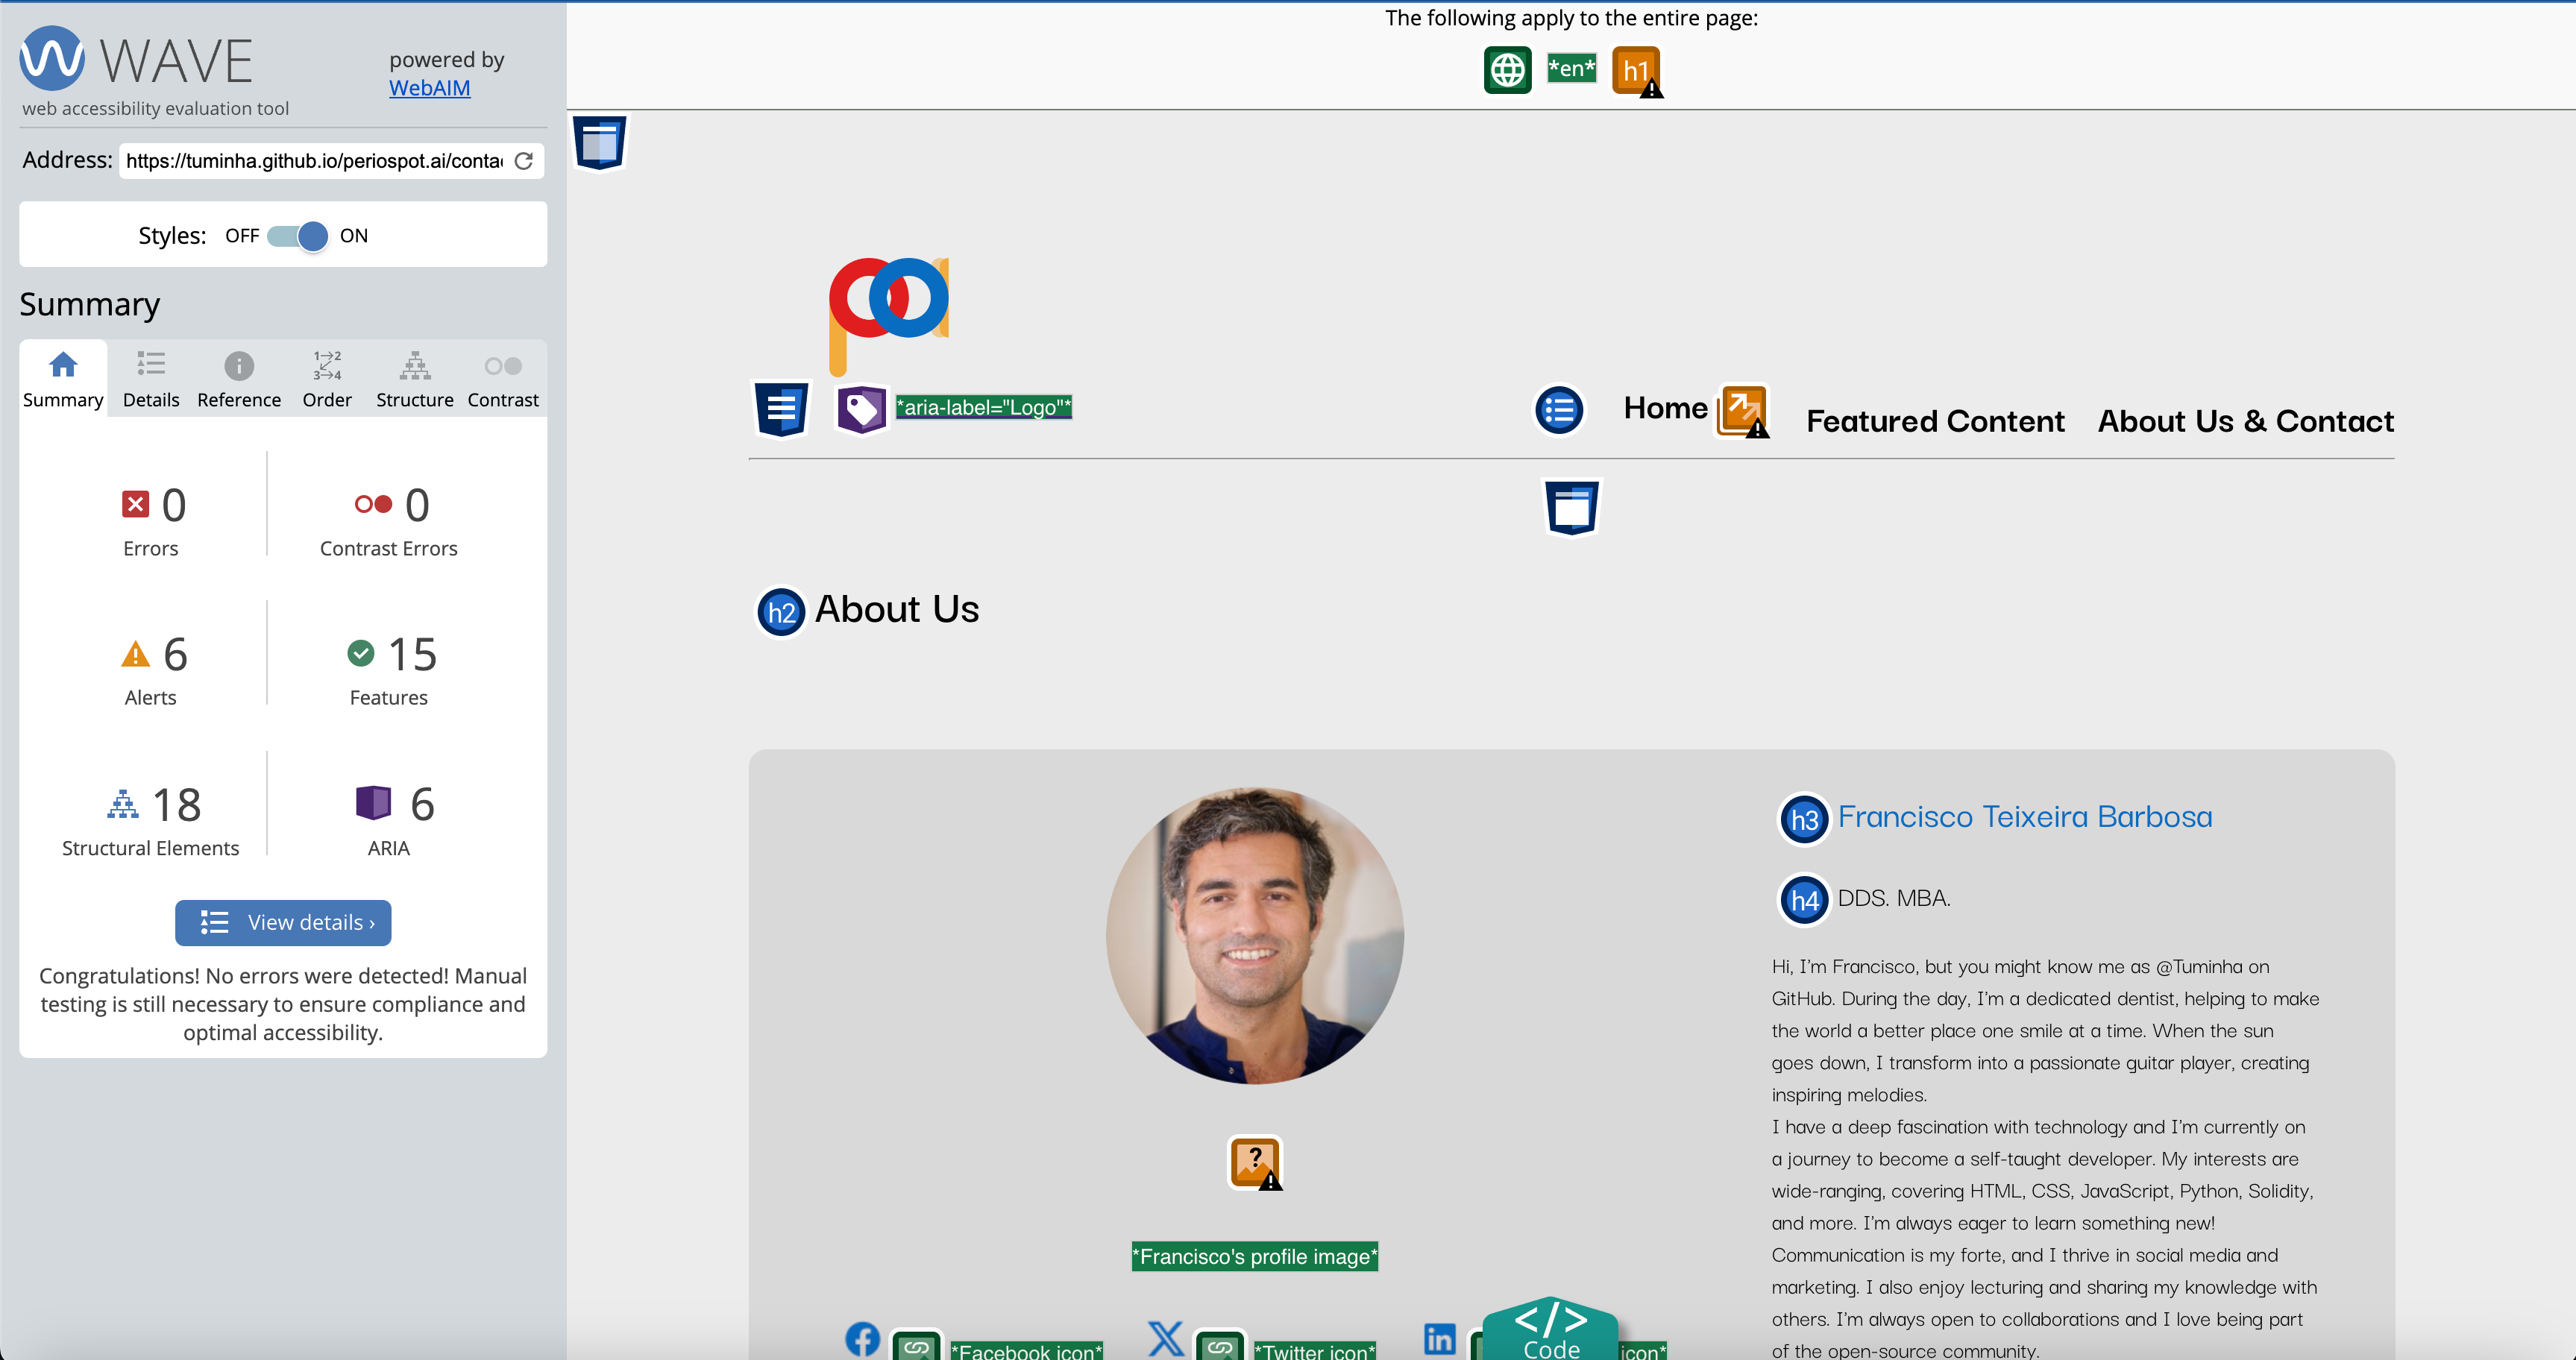 WAVE
web accessibility evaluation tool
powered by
WebAIM
Address: https://tuminha.github.io/periospot.ai/conta
Styles: OFF ON
Summary
1→2
3→4
Summary Details Reference Order Structure Contrast
0
Errors
0
Contrast Errors
6
Alerts
15
Features
18
Structural Elements
6
ARIA
View details ›
Congratulations! No errors were detected! Manual
testing is still necessary to ensure compliance and
optimal accessibility.
The following apply to the entire page:
*en* h1
*aria-label="Logo"*
Home Featured Content About Us & Contact
h2 About Us
*Francisco's profile image*
*Facebook icon* *Twitter icon* icon*
</>
Code
h3 Francisco Teixeira Barbosa
h4 DDS. MBA.
Hi, I'm Francisco, but you might know me as @Tuminha on
GitHub. During the day, I'm a dedicated dentist, helping to make
the world a better place one smile at a time. When the sun
goes down, I transform into a passionate guitar player, creating
inspiring melodies.
I have a deep fascination with technology and I'm currently on
a journey to become a self-taught developer. My interests are
wide-ranging, covering HTML, CSS, JavaScript, Python, Solidity,
and more. I'm always eager to learn something new!
Communication is my forte, and I thrive in social media and
marketing. I also enjoy lecturing and sharing my knowledge with
others. I'm always open to collaborations and I love being part
of the open-source community.